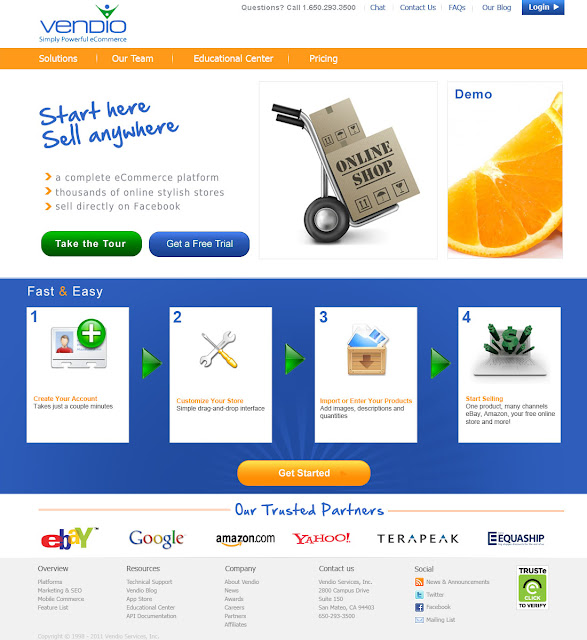 vendio
Simply Powerful eCommerce
Questions? Call 1.650.293.3500
Chat
Contact Us
FAQs
Our Blog
Login
Solutions
Our Team
Educational Center
Pricing
Start here
Sell anywhere
a complete eCommerce platform
thousands of online stylish stores
sell directly on Facebook
Take the Tour
Get a Free Trial
ONLINE
SHOP
Demo
Fast & Easy
1
Create Your Account
Takes just a couple minutes
2
Customize Your Store
Simple drag-and-drop interface
3
Import or Enter Your Products
Add images, descriptions and
quantities
4
Start Selling
One product, many channels
eBay, Amazon, your free online
store and more!
Get Started
Our Trusted Partners
ebaY™
Google
amazon.com
YAHOO!
TERAPEAK
EQUASHIP
Overview
Platforms
Marketing & SEO
Mobile Commerce
Feature List
Resources
Technical Support
Vendio Blog
App Store
Educational Center
API Documentation
Company
About Vendio
News
Awards
Careers
Partners
Affiliates
Contact us
Vendio Services, Inc.
2800 Campus Drive
Suite 150
San Mateo, CA 94403
650-293-3500
Social
News & Announcements
Twitter
Facebook
Mailing List
TRUSTe
CLICK
TO VERIFY
Copyright © 1998 - 2011 Vendio Services, Inc.